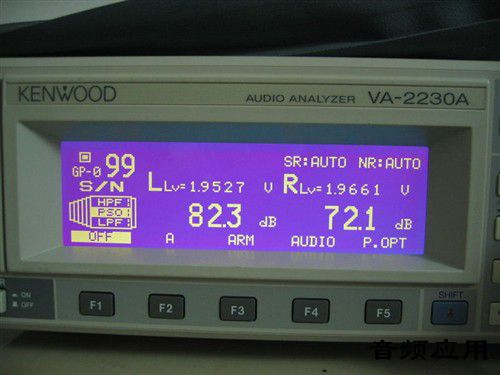 KENWOOD AUDIO ANALYZER VA-2230A
GP-0 99 SR:AUTO NR:AUTO
S/N L Lv=1.9527 V R Lv=1.9661 V
HPF:
PSO: 82.3 dB 72.1 dB
LPF:
OFF A ARM AUDIO P.OPT
ON
OFF
F1 F2 F3 F4 F5 SHIFT
音频应用